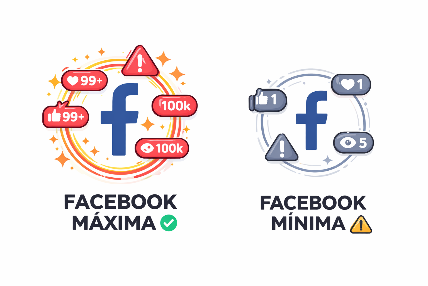 99+
99+
100k
100k
f
FACEBOOK
MÁXIMA
1
1
5
f
FACEBOOK
MÍNIMA